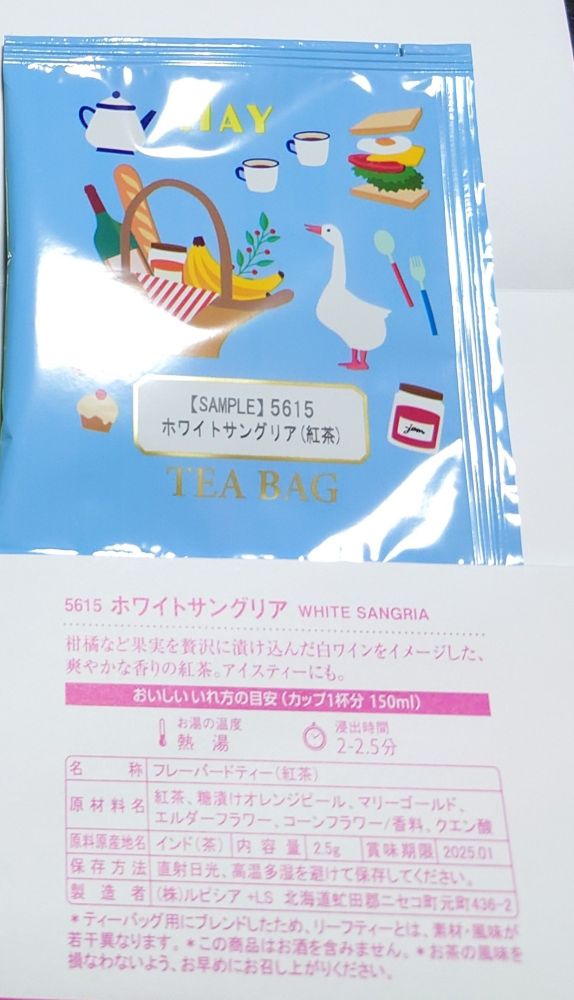 MAY
【SAMPLE】5615
ホワイトサングリア(紅茶)
jam
TEA BAG
5615 ホワイトサングリア WHITE SANGRIA
柑橘など果実を贅沢に漬け込んだ白ワインをイメージした、
爽やかな香りの紅茶。アイスティーにも。
おいしいいれ方の目安(カップ1杯分 150ml)
お湯の温度 浸出時間
熱 湯 2-2.5分
名 称 フレーバードティー(紅茶)
原材料名 紅茶、糖漬けオレンジピール、マリーゴールド、
エルダーフラワー、コーンフラワー/香料、クエン酸
原料原産地名 インド(茶) 内容量 2.5g 賞味期限 2025.01
保存方法 直射日光、高温多湿を避けて保存してください。
製造者 (株)ルピシア +LS 北海道虻田郡ニセコ町元町436-2
*ティーバッグ用にブレンドしたため、リーフティーとは、素材・風味が
若干異なります。*この商品はお酒を含みません。*お茶の風味を
損なわないよう、お早めにお召し上がりください。